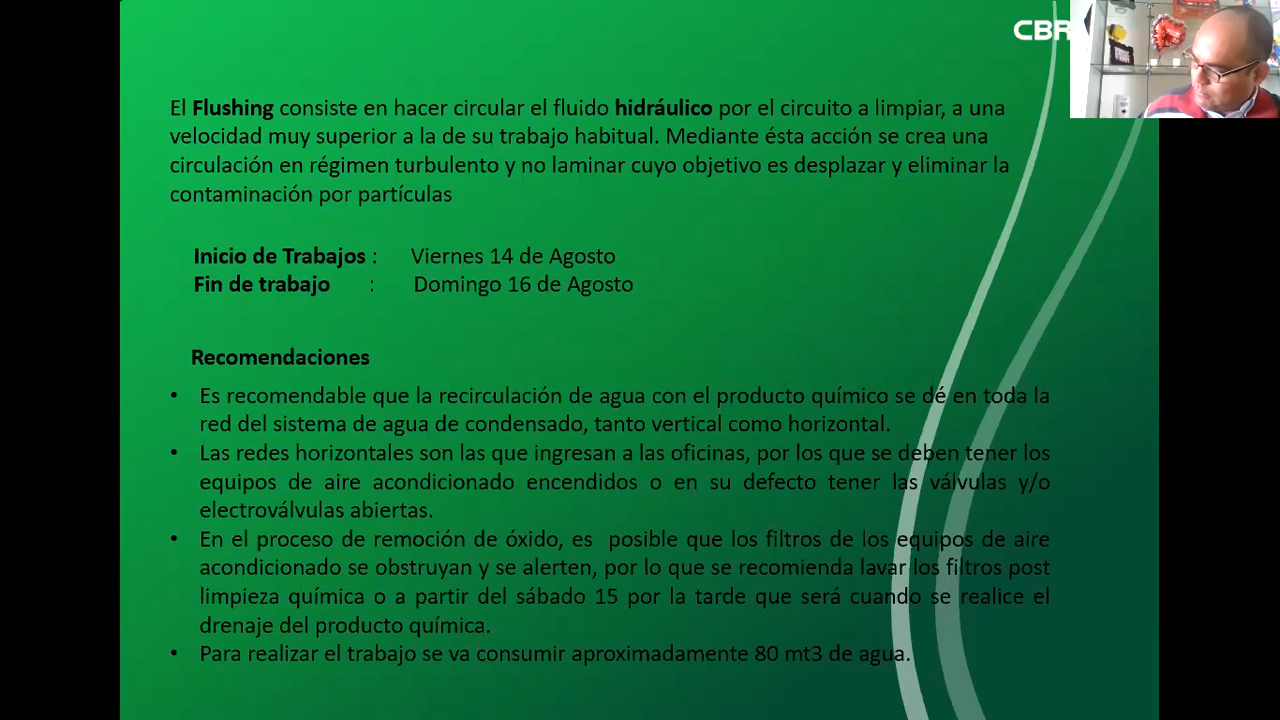 CBR
El Flushing consiste en hacer circular el fluido hidráulico por el circuito a limpiar, a una
velocidad muy superior a la de su trabajo habitual. Mediante ésta acción se crea una
circulación en régimen turbulento y no laminar cuyo objetivo es desplazar y eliminar la
contaminación por partículas
Inicio de Trabajos : Viernes 14 de Agosto
Fin de trabajo : Domingo 16 de Agosto
Recomendaciones
• Es recomendable que la recirculación de agua con el producto químico se dé en toda la
red del sistema de agua de condensado, tanto vertical como horizontal.
• Las redes horizontales son las que ingresan a las oficinas, por los que se deben tener los
equipos de aire acondicionado encendidos o en su defecto tener las válvulas y/o
electroválvulas abiertas.
• En el proceso de remoción de óxido, es posible que los filtros de los equipos de aire
acondicionado se obstruyan y se alerten, por lo que se recomienda lavar los filtros post
limpieza química o a partir del sábado 15 por la tarde que será cuando se realice el
drenaje del producto química.
• Para realizar el trabajo se va consumir aproximadamente 80 mt3 de agua.